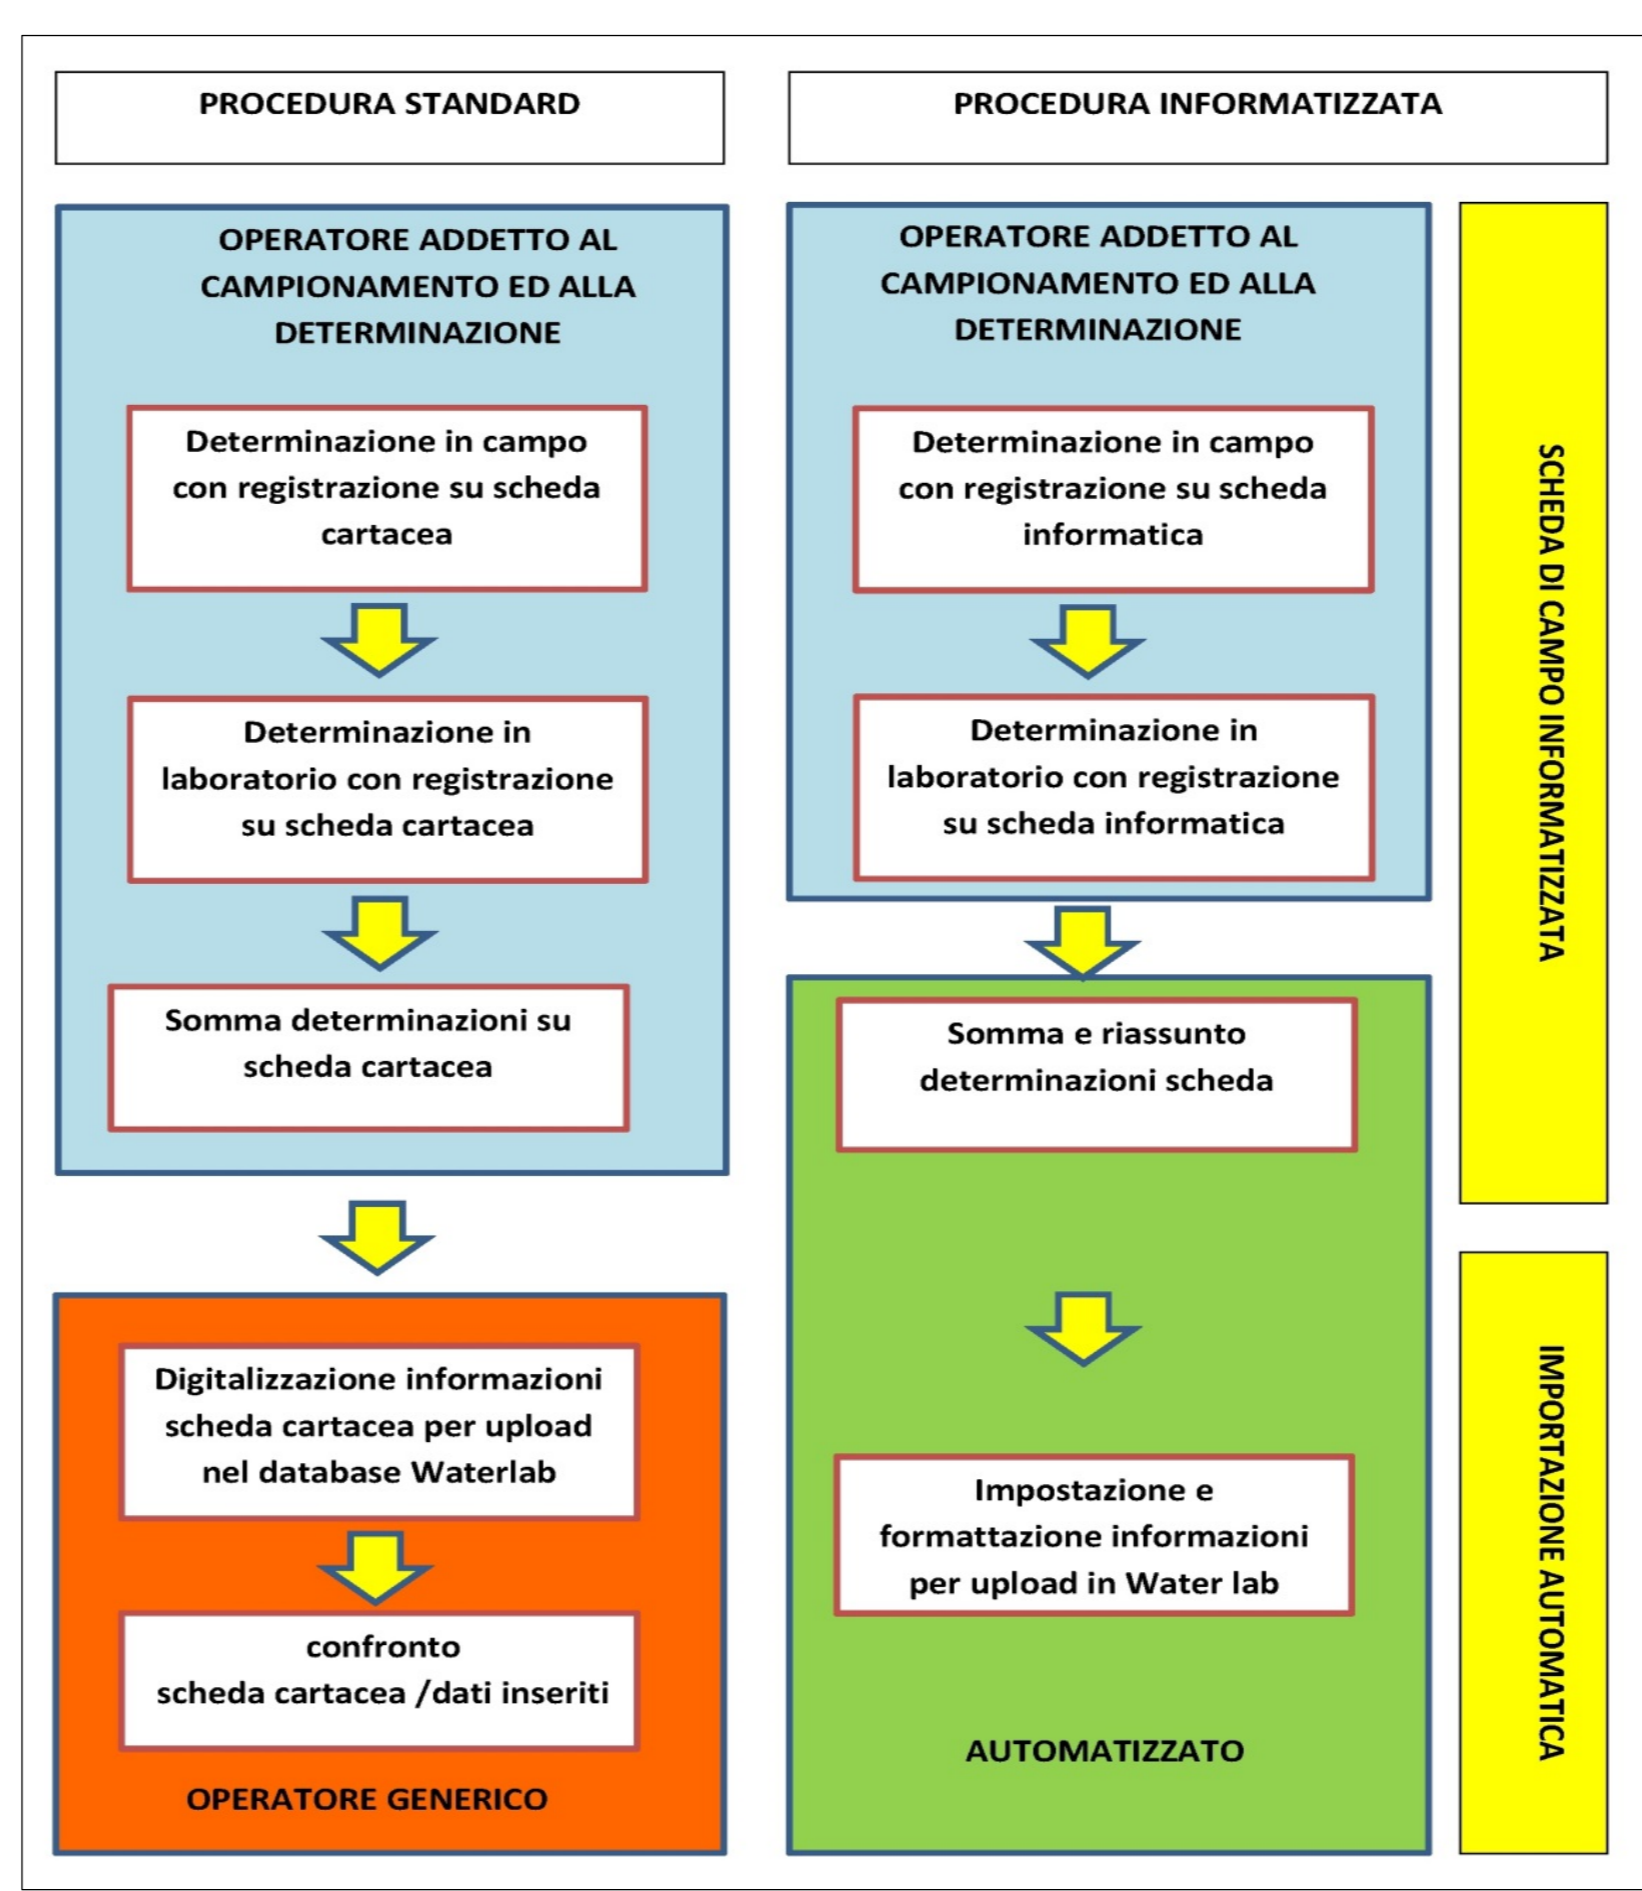 PROCEDURA STANDARD
OPERATORE ADDETTO AL
CAMPIONAMENTO ED ALLA
DETERMINAZIONE
Determinazione in campo
con registrazione su scheda
cartacea
Determinazione in
laboratorio con registrazione
su scheda cartacea
Somma determinazioni su
scheda cartacea
Digitalizzazione informazioni
scheda cartacea per upload
nel database Waterlab
confronto
scheda cartacea /dati inseriti
OPERATORE GENERICO
PROCEDURA INFORMATIZZATA
OPERATORE ADDETTO AL
CAMPIONAMENTO ED ALLA
DETERMINAZIONE
Determinazione in campo
con registrazione su scheda
informatica
Determinazione in
laboratorio con registrazione
su scheda informatica
Somma e riassunto
determinazioni scheda
Impostazione e
formattazione informazioni
per upload in Water lab
AUTOMATIZZATO
SCHEDA DI CAMPO INFORMATIZZATA
IMPORTAZIONE AUTOMATICA